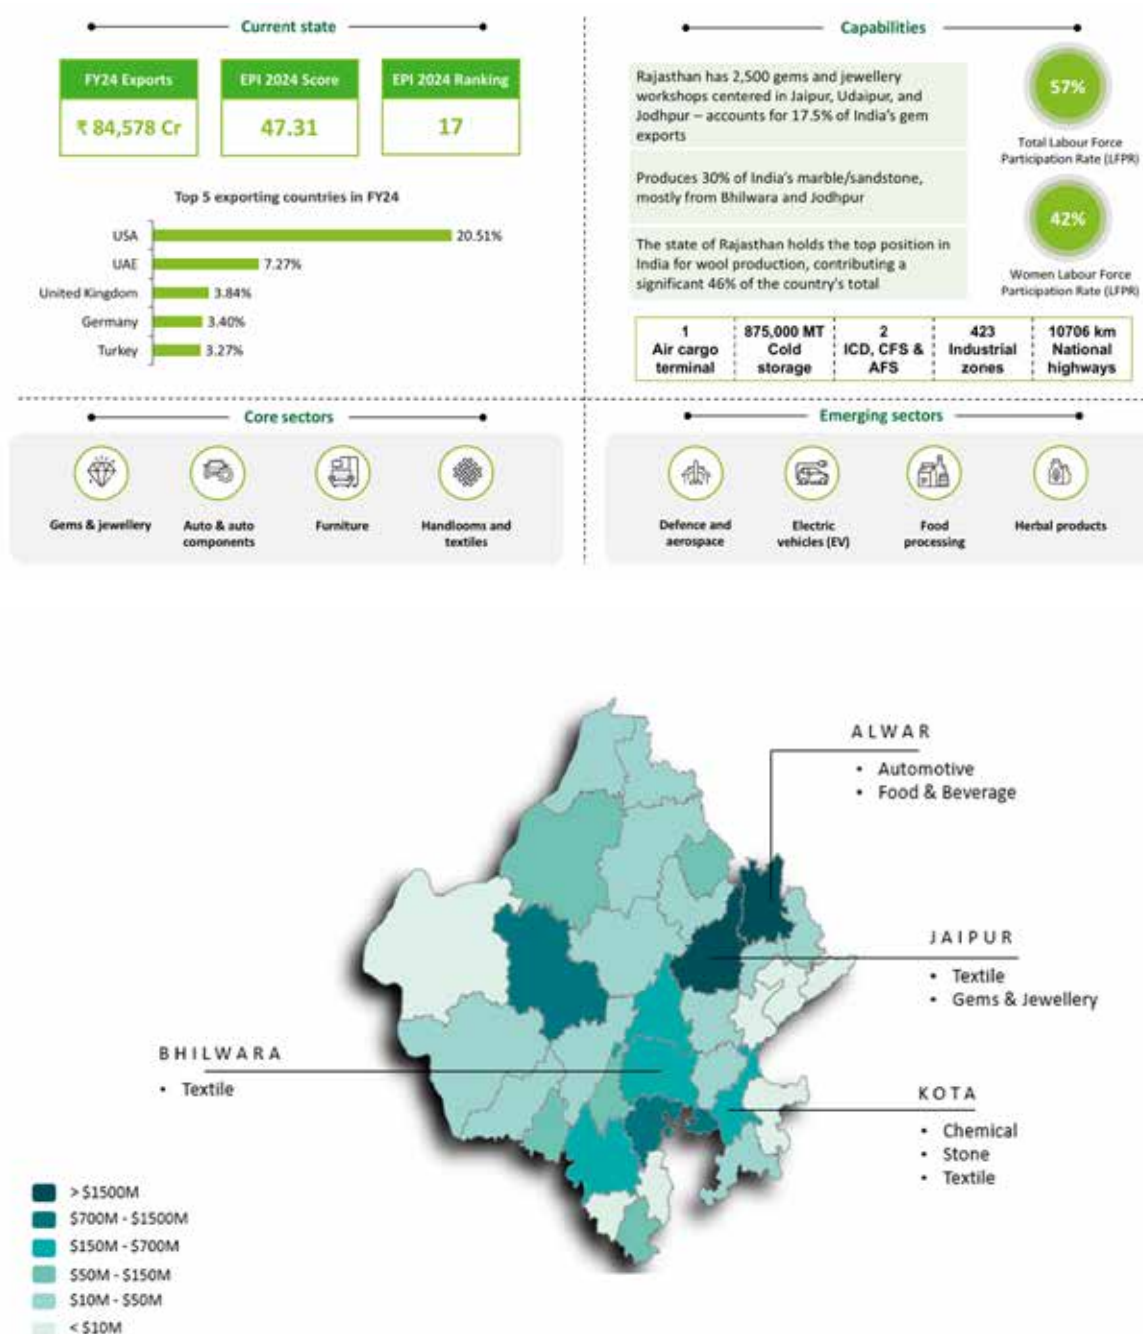 Current state
FY24 Exports
₹ 84,578 Cr
EPI 2024 Score
47.31
EPI 2024 Ranking
17
Top 5 exporting countries in FY24
USA 20.51%
UAE 7.27%
United Kingdom 3.84%
Germany 3.40%
Turkey 3.27%
Capabilities
Rajasthan has 2,500 gems and jewellery
workshops centered in Jaipur, Udaipur, and
Jodhpur – accounts for 17.5% of India's gem
exports
Produces 30% of India's marble/sandstone,
mostly from Bhilwara and Jodhpur
The state of Rajasthan holds the top position in
India for wool production, contributing a
significant 46% of the country's total
57%
Total Labour Force
Participation Rate (LFPR)
42%
Women Labour Force
Participation Rate (LFPR)
1
Air cargo
terminal
875,000 MT
Cold
storage
2
ICD, CFS &
AFS
423
Industrial
zones
10706 km
National
highways
Core sectors
Gems & jewellery
Auto & auto
components
Furniture
Handlooms and
textiles
Emerging sectors
Defence and
aerospace
Electric
vehicles (EV)
Food
processing
Herbal products
ALWAR
• Automotive
• Food & Beverage
JAIPUR
• Textile
• Gems & Jewellery
BHILWARA
• Textile
KOTA
• Chemical
• Stone
• Textile
> $1500M
$700M - $1500M
$150M - $700M
$50M - $150M
$10M - $50M
< $10M